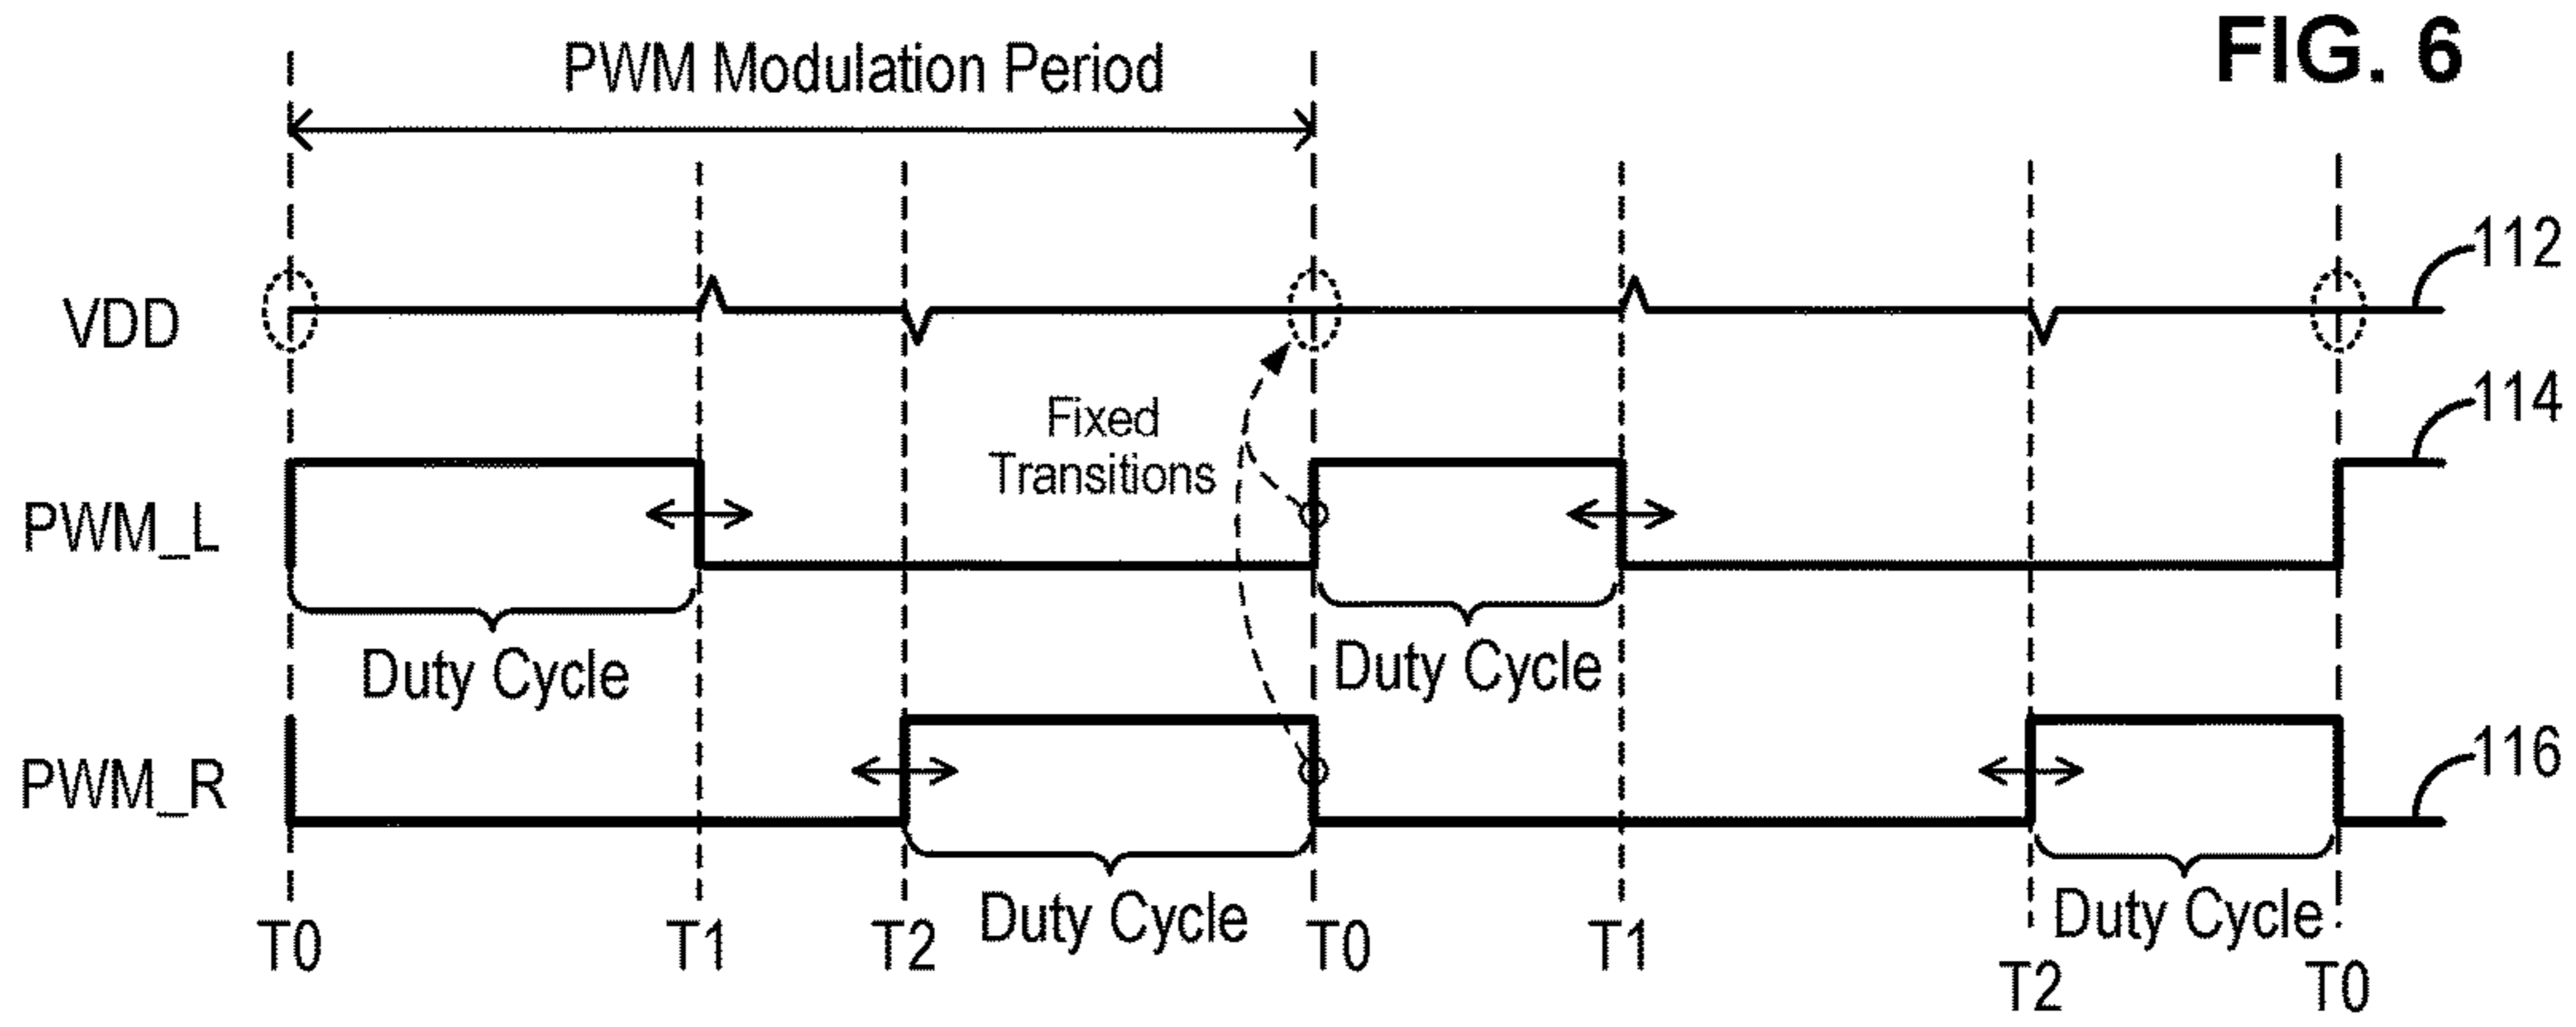 FIG. 6
PWM Modulation Period
VDD
112
Fixed
Transitions
114
PWM_L
Duty Cycle
Duty Cycle
PWM_R
116
Duty Cycle
Duty Cycle
T0
T1
T2
T0
T1
T2
T0